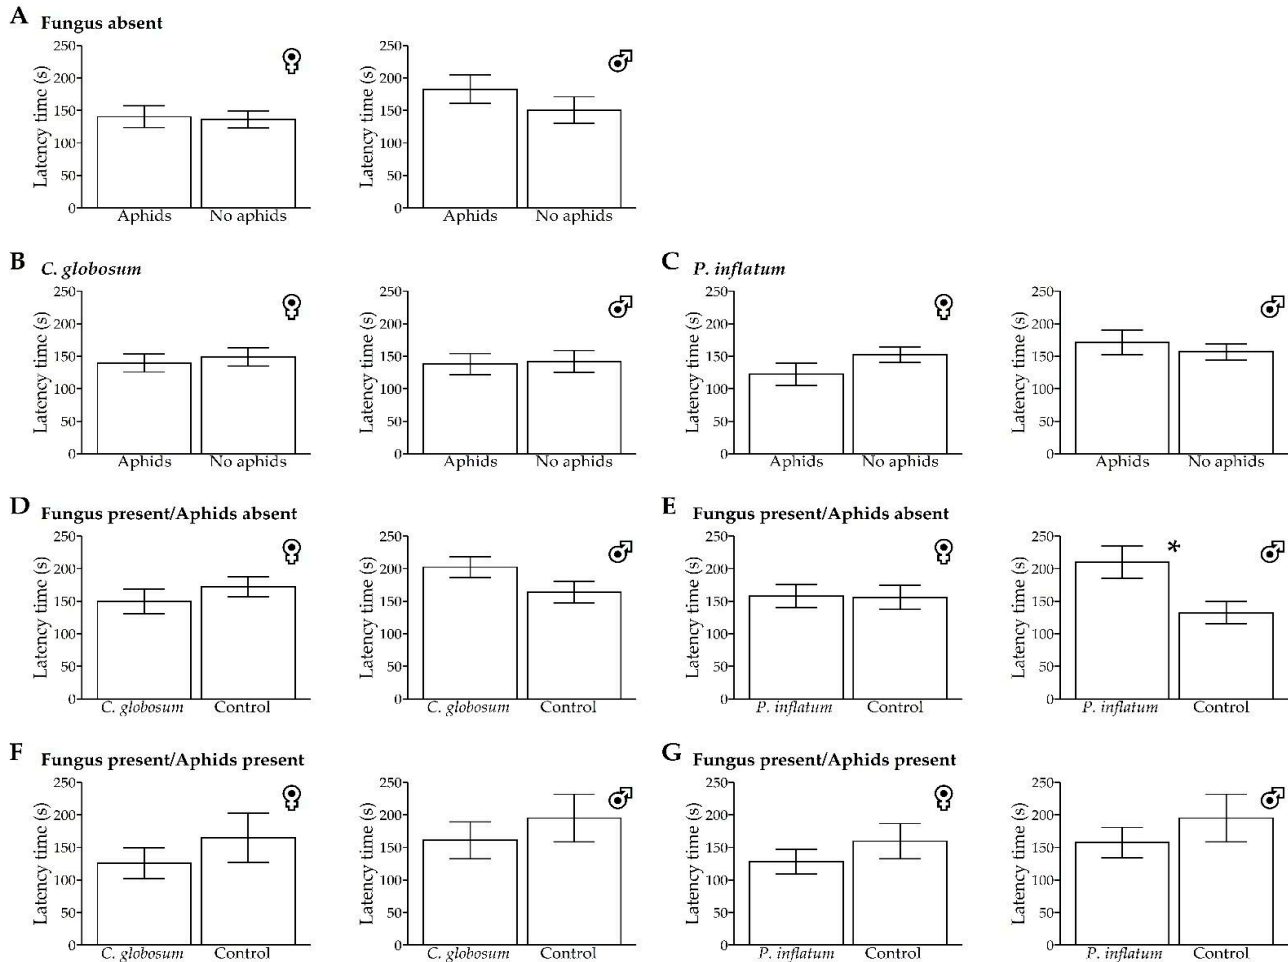 A Fungus absent
Latency time (s)
250
200
150
100
50
0
Aphids No aphids
Latency time (s)
250
200
150
100
50
0
Aphids No aphids
B C. globosum
Latency time (s)
250
200
150
100
50
0
Aphids No aphids
Latency time (s)
250
200
150
100
50
0
Aphids No aphids
C P. inflatum
Latency time (s)
250
200
150
100
50
0
Aphids No aphids
Latency time (s)
250
200
150
100
50
0
Aphids No aphids
D Fungus present/Aphids absent
Latency time (s)
250
200
150
100
50
0
C. globosum Control
Latency time (s)
250
200
150
100
50
0
C. globosum Control
E Fungus present/Aphids absent
Latency time (s)
250
200
150
100
50
0
P. inflatum Control
Latency time (s)
250
200
150
100
50
0
*
P. inflatum Control
F Fungus present/Aphids present
Latency time (s)
250
200
150
100
50
0
C. globosum Control
Latency time (s)
250
200
150
100
50
0
C. globosum Control
G Fungus present/Aphids present
Latency time (s)
250
200
150
100
50
0
P. inflatum Control
Latency time (s)
250
200
150
100
50
0
P. inflatum Control